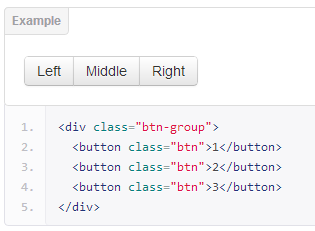 Example
Left Middle Right
1. <div class="btn-group">
2.   <button class="btn">1</button>
3.   <button class="btn">2</button>
4.   <button class="btn">3</button>
5. </div>